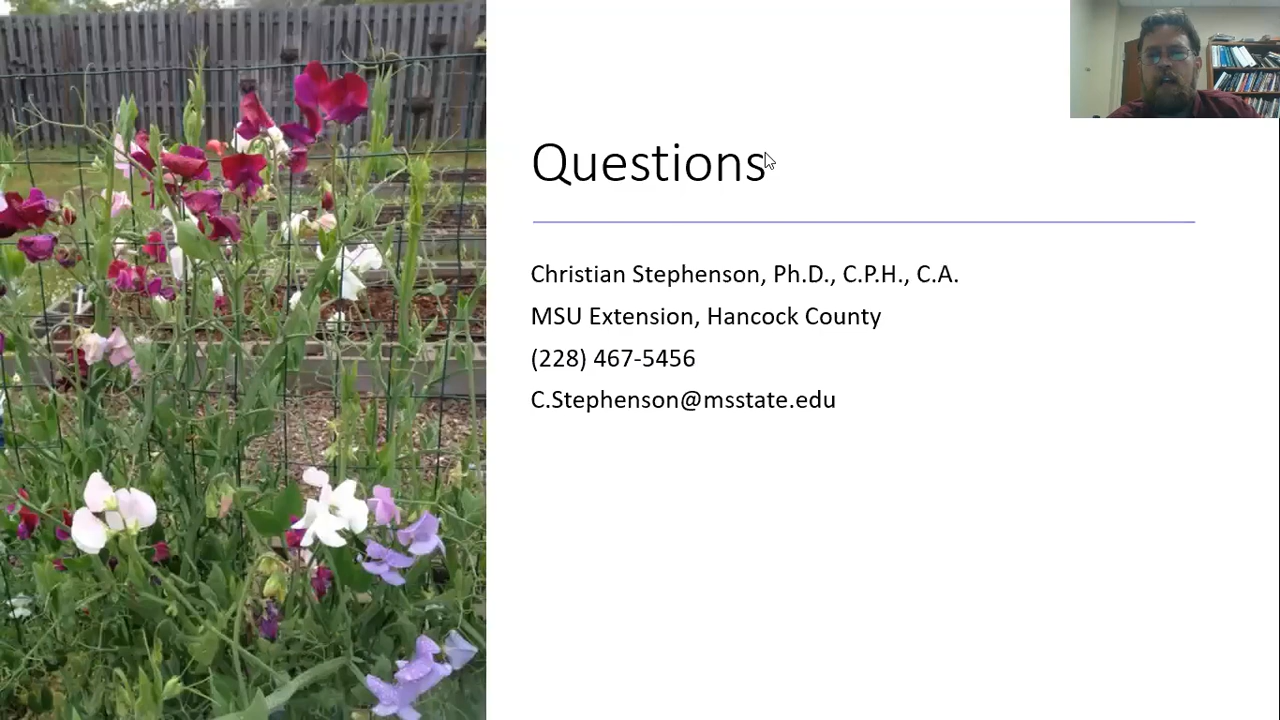 Questions
Christian Stephenson, Ph.D., C.P.H., C.A.
MSU Extension, Hancock County
(228) 467-5456
C.Stephenson@msstate.edu